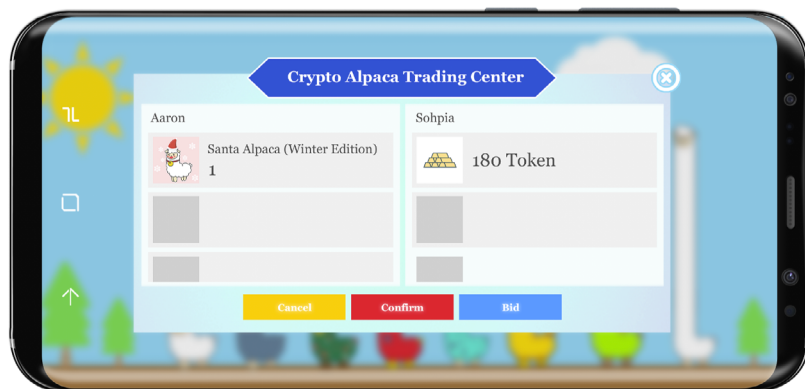 Crypto Alpaca Trading Center
Aaron
Santa Alpaca (Winter Edition)
1
Sohpia
180 Token
Cancel
Confirm
Bid